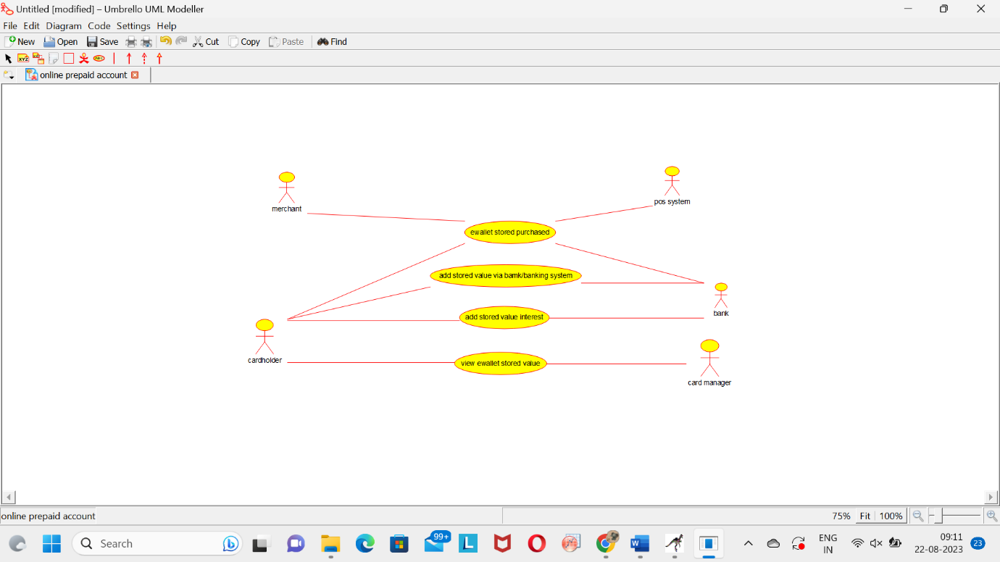 Untitled [modified] – Umbrello UML Modeller
File Edit Diagram Code Settings Help
New Open Save Cut Copy Paste Find
XYZ ABC
online prepaid account
merchant
pos system
ewallet stored purchased
add stored value via bamk/banking system
bank
add stored value interest
cardholder
view ewallet stored value
card manager
online prepaid account
75% Fit 100%
Search
99+
L
W
ENG
IN
09:11
22-08-2023
23